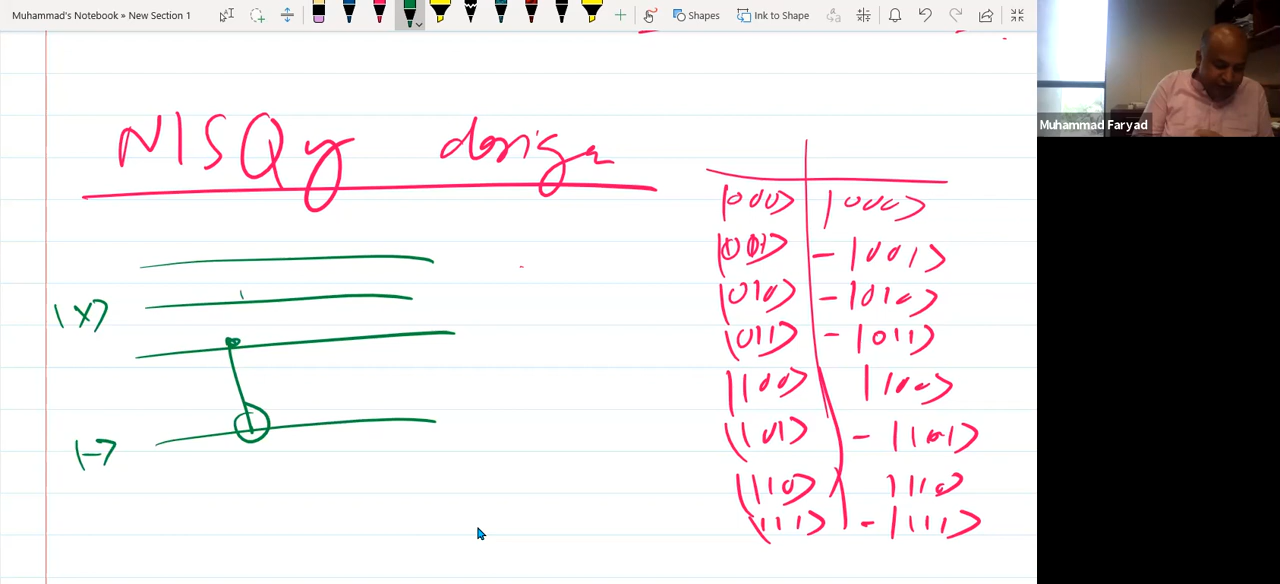 Muhammad's Notebook » New Section 1
Shapes
Ink to Shape
Muhammad Faryad
NISQy design
|000⟩ |000⟩
|001⟩ -|001⟩
|010⟩ -|010⟩
|011⟩ -|011⟩
|100⟩ |100⟩
|101⟩ -|101⟩
|110⟩ |110⟩
|111⟩ -|111⟩
|x⟩
|-⟩